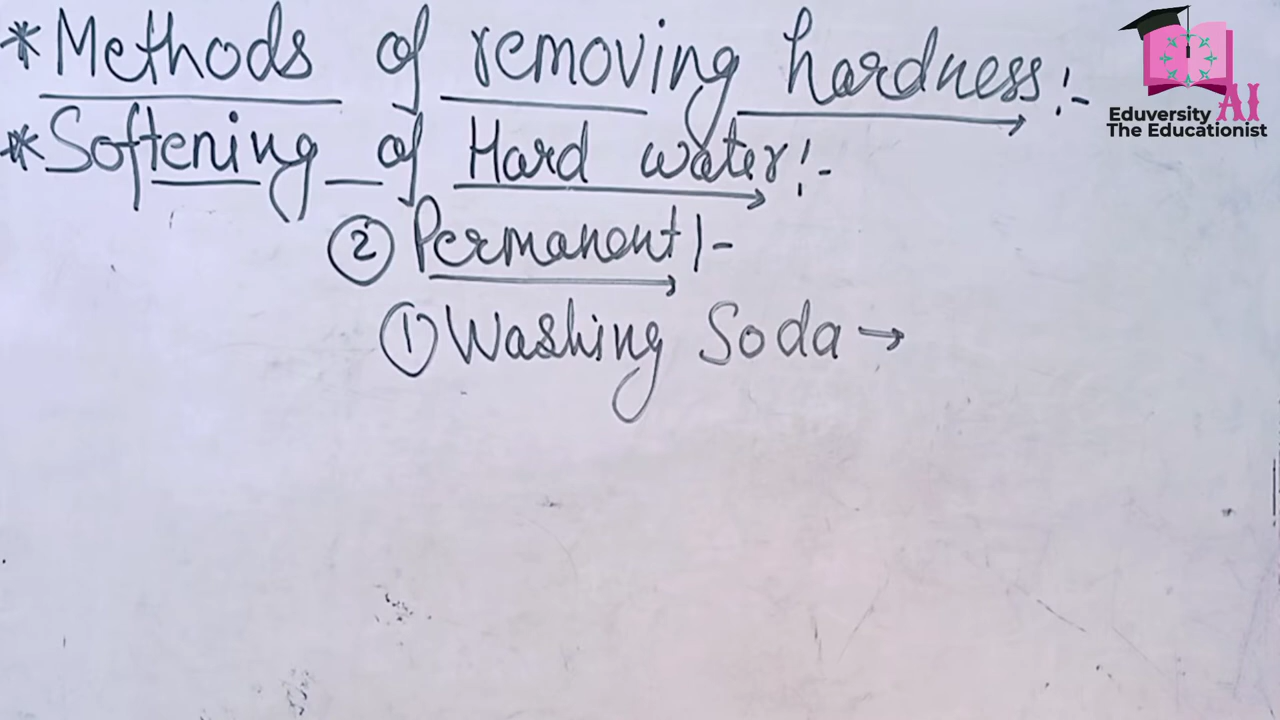 *Methods of removing hardness:-
*Softening of Hard water:-
② Permanent:-
① Washing Soda →
Eduversity AI
The Educationist